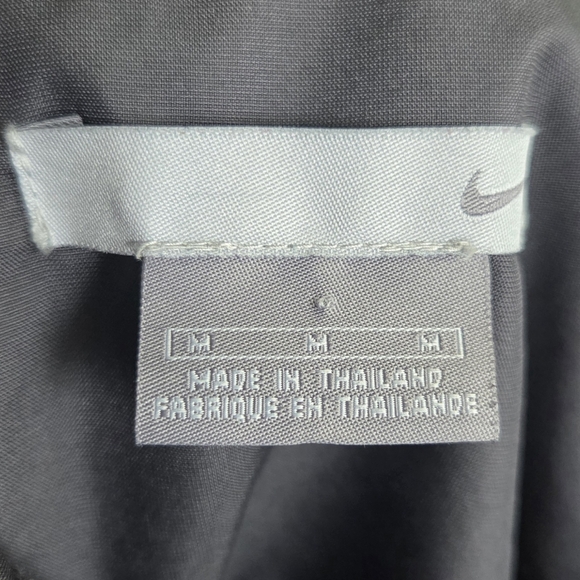 M M M
MADE IN THAILAND
FABRIQUE EN THAILANDE